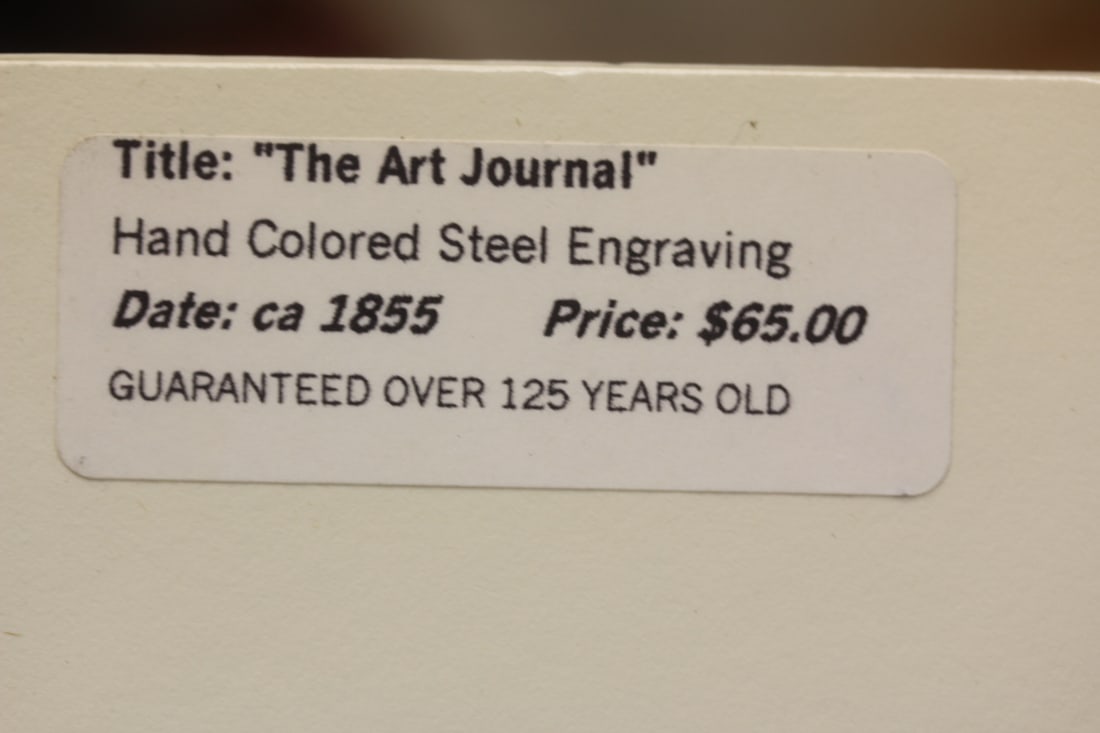 Title: "The Art Journal"
Hand Colored Steel Engraving
Date: ca 1855 Price: $65.00
GUARANTEED OVER 125 YEARS OLD